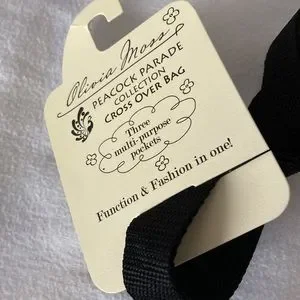 Olivia Moss
PEACOCK PARADE
COLLECTION
CROSS OVER BAG
Three
multi-purpose
pockets
Function & Fashion in one!